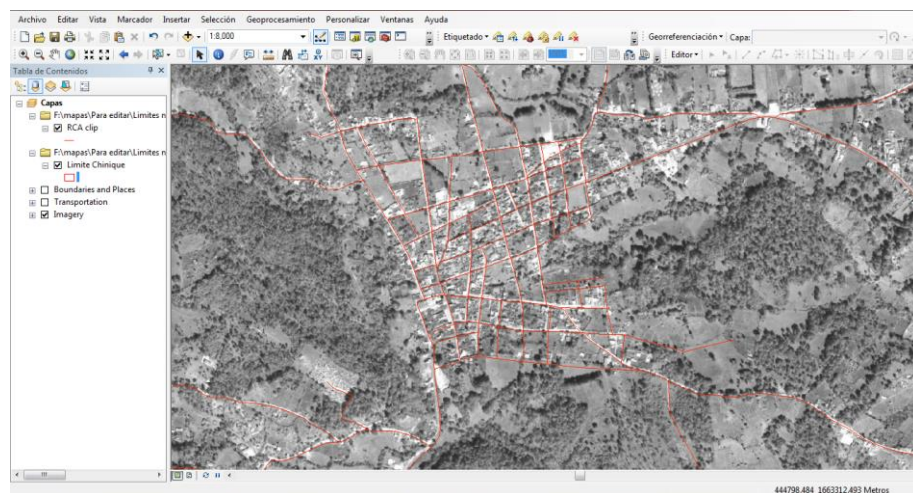 Archivo Editar Vista Marcador Insertar Selección Geoprocesamiento Personalizar Ventanas Ayuda
1:8,000 Etiquetado Georreferenciación Capa:
Editor
Tabla de Contenidos
Capas
F:\mapas\Para editar\Limites n
RCA clip
F:\mapas\Para editar\Limites n
Limite Chinique
Boundaries and Places
Transportation
Imagery
444798.484 1663312.493 Metros